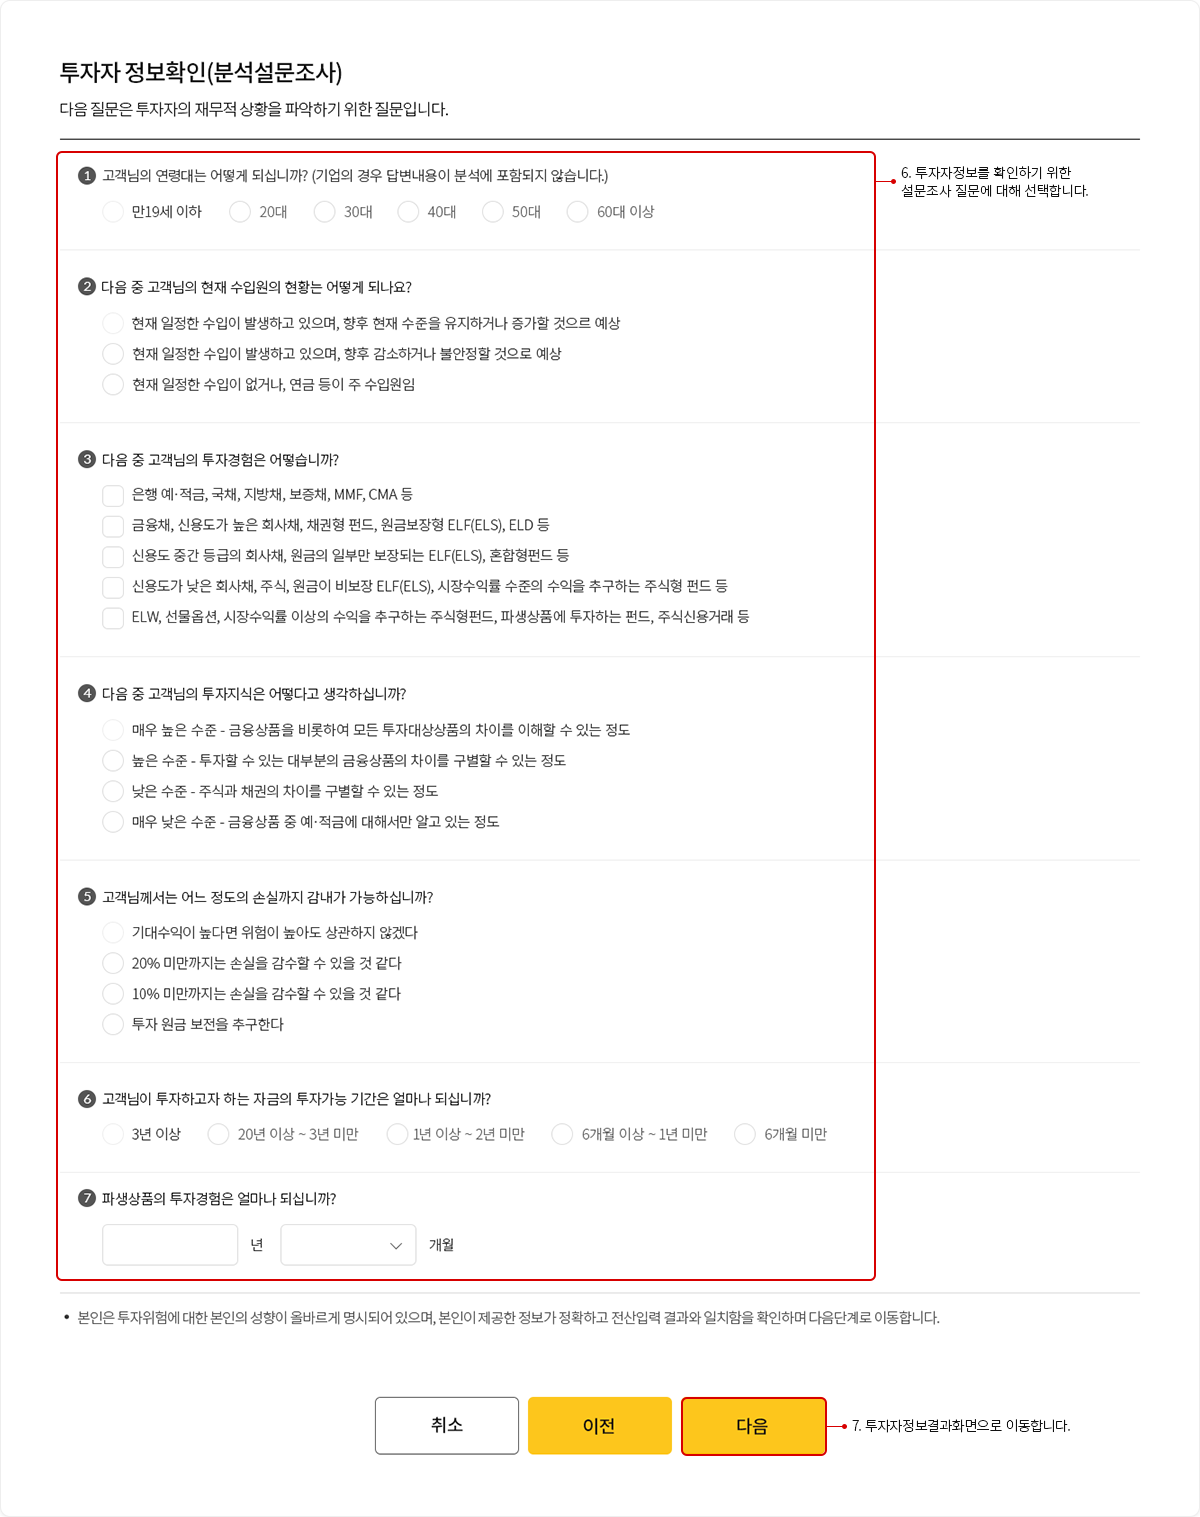 투자자 정보확인(분석설문조사)
다음 질문은 투자자의 재무적 상황을 파악하기 위한 질문입니다.
1 고객님의 연령대는 어떻게 되십니까? (기업의 경우 답변내용이 분석에 포함되지 않습니다.)
만19세 이하 20대 30대 40대 50대 60대 이상
6. 투자자정보를 확인하기 위한
설문조사 질문에 대해 선택합니다.
2 다음 중 고객님의 현재 수입원의 현황는 어떻게 되나요?
현재 일정한 수입이 발생하고 있으며, 향후 현재 수준을 유지하거나 증가할 것으르 예상
현재 일정한 수입이 발생하고 있으며, 향후 감소하거나 불안정할 것으로 예상
현재 일정한 수입이 없거나, 연금 등이 주 수입원임
3 다음 중 고객님의 투자경험은 어떻습니까?
은행 예·적금, 국채, 지방채, 보증채, MMF, CMA 등
금융채, 신용도가 높은 회사채, 채권형 펀드, 원금보장형 ELF(ELS), ELD 등
신용도 중간 등급의 회사채, 원금의 일부만 보장되는 ELF(ELS), 혼합형펀드 등
신용도가 낮은 회사채, 주식, 원금이 비보장 ELF(ELS), 시장수익률 수준의 수익을 추구하는 주식형 펀드 등
ELW, 선물옵션, 시장수익률 이상의 수익을 추구하는 주식형펀드, 파생상품에 투자하는 펀드, 주식신용거래 등
4 다음 중 고객님의 투자지식은 어떻다고 생각하십니까?
매우 높은 수준 - 금융상품을 비롯하여 모든 투자대상상품의 차이를 이해할 수 있는 정도
높은 수준 - 투자할 수 있는 대부분의 금융상품의 차이를 구별할 수 있는 정도
낮은 수준 - 주식과 채권의 차이를 구별할 수 있는 정도
매우 낮은 수준 - 금융상품 중 예·적금에 대해서만 알고 있는 정도
5 고객님께서는 어느 정도의 손실까지 감내가 가능하십니까?
기대수익이 높다면 위험이 높아도 상관하지 않겠다
20% 미만까지는 손실을 감수할 수 있을 것 같다
10% 미만까지는 손실을 감수할 수 있을 것 같다
투자 원금 보전을 추구한다
6 고객님이 투자하고자 하는 자금의 투자가능 기간은 얼마나 되십니까?
3년 이상 20년 이상 ~ 3년 미만 1년 이상 ~ 2년 미만 6개월 이상 ~ 1년 미만 6개월 미만
7 파생상품의 투자경험은 얼마나 되십니까?
년 개월
• 본인은 투자위험에 대한 본인의 성향이 올바르게 명시되어 있으며, 본인이 제공한 정보가 정확하고 전산입력 결과와 일치함을 확인하며 다음단계로 이동합니다.
취소 이전 다음
7. 투자자정보결과화면으로 이동합니다.